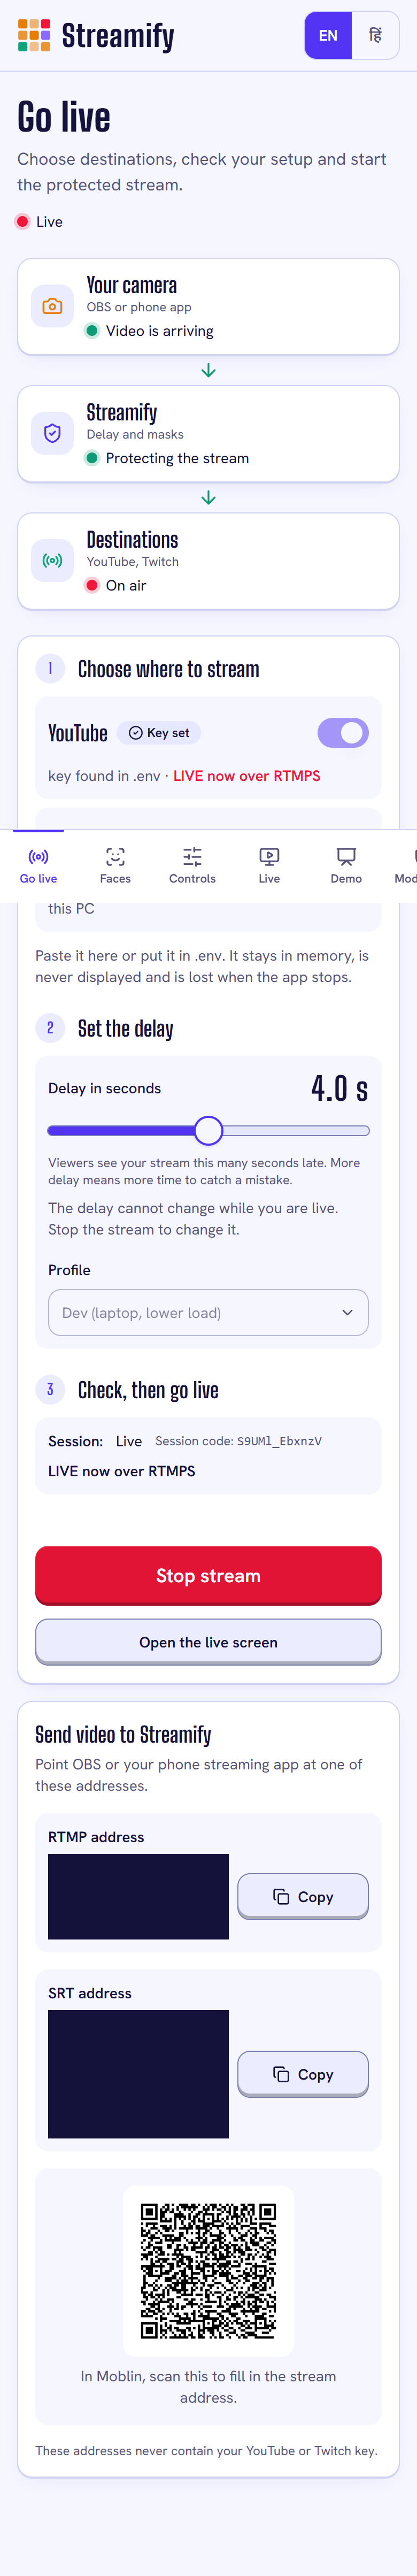 Streamify
EN
हिं
Go live
Choose destinations, check your setup and start
the protected stream.
Live
Your camera
OBS or phone app
Video is arriving
Streamify
Delay and masks
Protecting the stream
Destinations
YouTube, Twitch
On air
1 Choose where to stream
YouTube Key set
key found in .env · LIVE now over RTMPS
Go live Faces Controls Live Demo Mod
this PC
Paste it here or put it in .env. It stays in memory, is
never displayed and is lost when the app stops.
2 Set the delay
Delay in seconds 4.0 s
Viewers see your stream this many seconds late. More
delay means more time to catch a mistake.
The delay cannot change while you are live.
Stop the stream to change it.
Profile
Dev (laptop, lower load)
3 Check, then go live
Session: Live Session code: S9UMl_EbxnzV
LIVE now over RTMPS
Stop stream
Open the live screen
Send video to Streamify
Point OBS or your phone streaming app at one of
these addresses.
RTMP address
Copy
SRT address
Copy
In Moblin, scan this to fill in the stream
address.
These addresses never contain your YouTube or Twitch key.